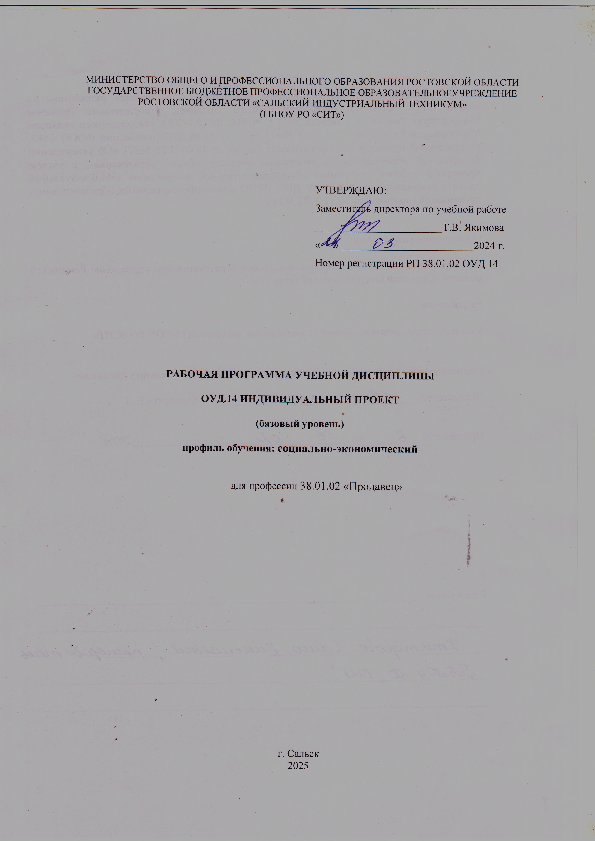 МИНИСТЕРСТВО ОБЩЕГО И ПРОФЕССИОНАЛЬНОГО ОБРАЗОВАНИЯ РОСТОВСКОЙ ОБЛАСТИ
ГОСУДАРСТВЕННОЕ БЮДЖЕТНОЕ ПРОФЕССИОНАЛЬНОЕ ОБРАЗОВАТЕЛЬНОЕ УЧРЕЖДЕНИЕ
РОСТОВСКОЙ ОБЛАСТИ «САЛЬСКИЙ ИНДУСТРИАЛЬНЫЙ ТЕХНИКУМ»
(ГБПОУ РО «СИТ»)
УТВЕРЖДАЮ:
Заместитель директора по учебной работе
Г.В. Якимова
03 2024 г.
Номер регистрации РП 38.01.02 ОУД 14
РАБОЧАЯ ПРОГРАММА УЧЕБНОЙ ДИСЦИПЛИНЫ
ОУД.14 ИНДИВИДУАЛЬНЫЙ ПРОЕКТ
(базовый уровень)
профиль обучения: социально-экономический
для профессии 38.01.02 «Продавец»
г. Сальск
2025